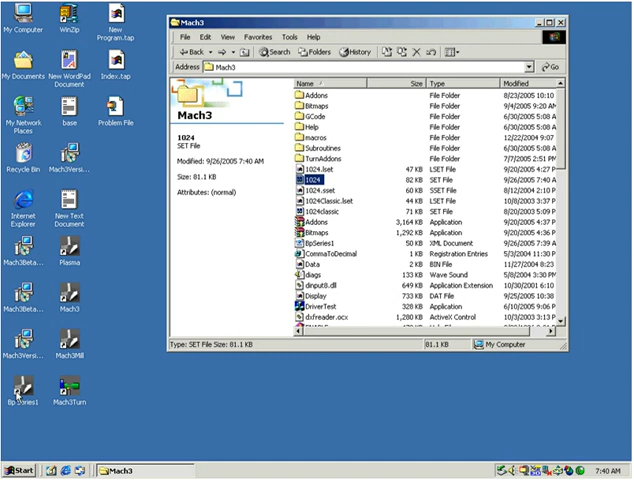 My Computer
WinZip
New Program.tap
My Documents
New WordPad Document
Index.tap
My Network Places
base
Problem File
Recycle Bin
Mach3Versi...
Internet Explorer
New Text Document
Mach3Beta...
Plasma
Mach3Beta...
Mach3
Mach3Versi...
Mach3Mill
BpSeries1
Mach3Turn
Mach3
File Edit View Favorites Tools Help
Back Search Folders History
Address Mach3 Go
Mach3
1024
SET File
Modified: 9/26/2005 7:40 AM
Size: 81.1 KB
Attributes: (normal)
Name Size Type Modified
Addons File Folder 8/23/2005 10:10
Bitmaps File Folder 9/4/2005 9:20 AM
GCode File Folder 6/30/2005 5:08 A
Help File Folder 6/30/2005 5:08 A
macros File Folder 12/22/2004 9:07
Subroutines File Folder 6/30/2005 5:08 A
TurnAddons File Folder 7/7/2005 2:51 PM
1024.lset 47 KB LSET File 9/20/2005 4:35 P
1024 82 KB SET File 9/26/2005 7:40 A
1024.sset 60 KB SSET File 8/12/2004 2:10 P
1024Classic.lset 44 KB LSET File 10/8/2003 3:37 P
1024classic 71 KB SET File 8/20/2003 5:09 P
Addons 3,164 KB Application 9/20/2005 4:37 P
Bitmaps 1,292 KB Application 9/20/2005 4:37 P
BpSeries1 50 KB XML Document 9/26/2005 7:39 A
CommaToDecimal 1 KB Registration Entries 5/3/2004 11:30 P
Data 2 KB BIN File 11/27/2004 8:23
diags 133 KB Wave Sound 5/8/2004 3:30 PM
dinput8.dll 649 KB Application Extension 10/30/2001 6:10
Display 733 KB DAT File 9/25/2005 10:38
DriverTest 328 KB Application 6/10/2005 9:06 P
dxfreader.ocx 1,280 KB ActiveX Control 10/3/2003 3:13 P
Type: SET File Size: 81.1 KB 81.1 KB My Computer
Start Mach3 7:40 AM